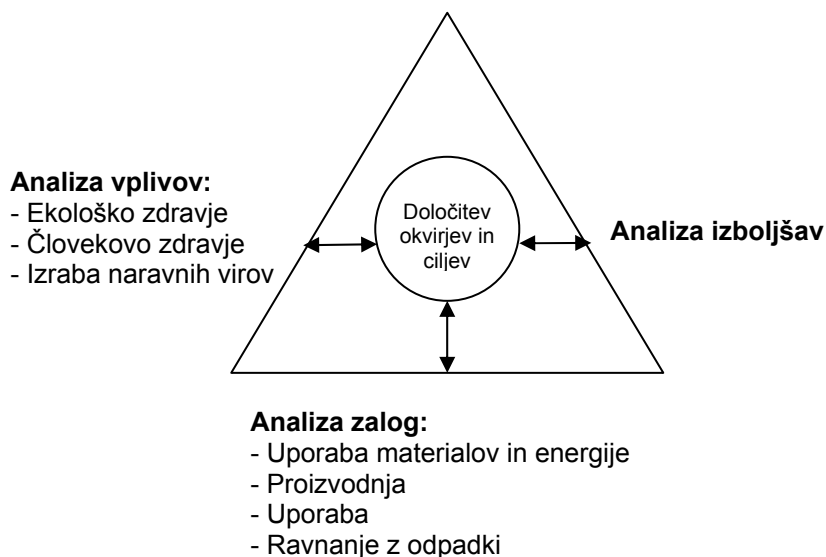 Analiza vplivov:
- Ekološko zdravje
- Človekovo zdravje
- Izraba naravnih virov
Določitev
okvirjev in
ciljev
Analiza izboljšav
Analiza zalog:
- Uporaba materialov in energije
- Proizvodnja
- Uporaba
- Ravnanje z odpadki